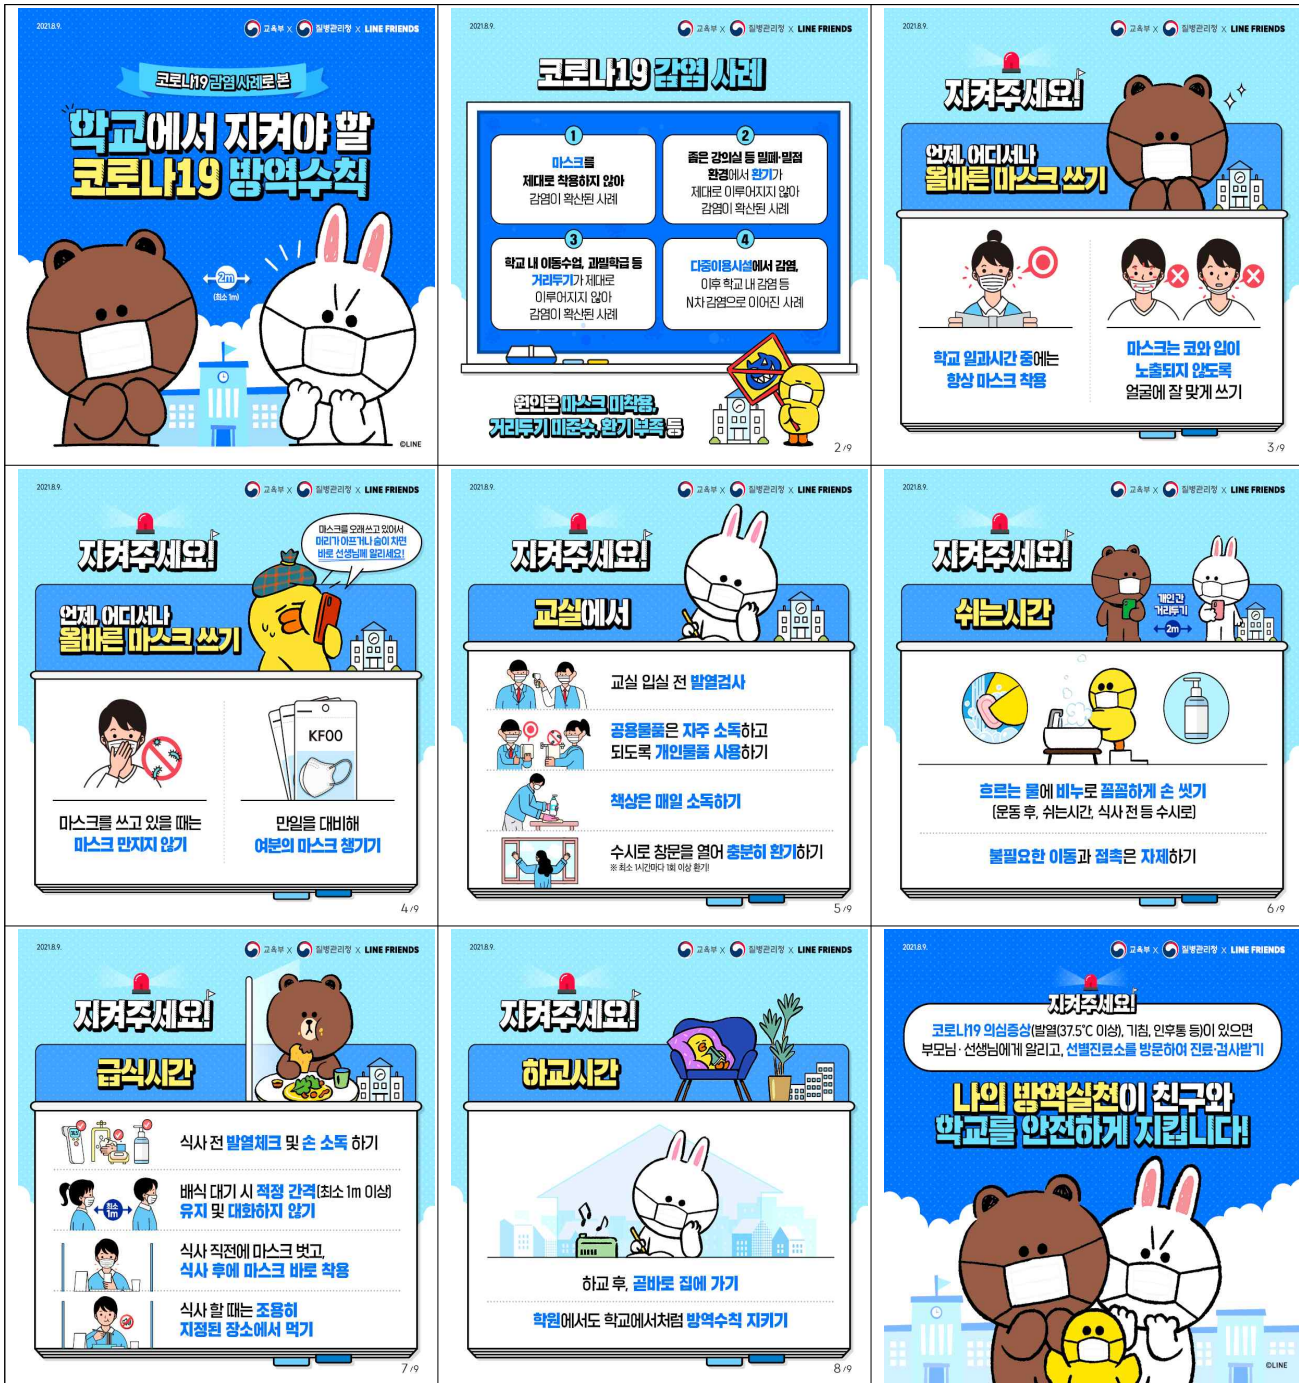 2021.8.9.
교육부 x 질병관리청 x LINE FRIENDS
코로나19 감염 사례로 본
학교에서 지켜야 할
코로나19 방역수칙
2m
(최소 1m)
©LINE
2021.8.9.
교육부 x 질병관리청 x LINE FRIENDS
코로나19 감염 사례
1
마스크를
제대로 착용하지 않아
감염이 확산된 사례
2
좁은 강의실 등 밀폐·밀접
환경에서 환기가
제대로 이루어지지 않아
감염이 확산된 사례
3
학교 내 이동수업, 과밀학급 등
거리두기가 제대로
이루어지지 않아
감염이 확산된 사례
4
다중이용시설에서 감염,
이후 학교 내 감염 등
N차 감염으로 이어진 사례
원인은 마스크 미착용,
거리두기 미준수, 환기 부족 등
2/9
2021.8.9.
교육부 x 질병관리청 x LINE FRIENDS
지켜주세요!
언제, 어디서나
올바른 마스크 쓰기
학교 일과시간 중에는
항상 마스크 착용
마스크는 코와 입이
노출되지 않도록
얼굴에 잘 맞게 쓰기
3/9
2021.8.9.
교육부 x 질병관리청 x LINE FRIENDS
지켜주세요!
마스크를 오래 쓰고 있어서
머리가 아프거나 숨이 차면
바로 선생님께 알리세요!
언제, 어디서나
올바른 마스크 쓰기
KF00
마스크를 쓰고 있을 때는
마스크 만지지 않기
만일을 대비해
여분의 마스크 챙기기
4/9
2021.8.9.
교육부 x 질병관리청 x LINE FRIENDS
지켜주세요!
교실에서
교실 입실 전 발열검사
공용물품은 자주 소독하고
되도록 개인물품 사용하기
책상은 매일 소독하기
수시로 창문을 열어 충분히 환기하기
※ 최소 1시간마다 1회 이상 환기!
5/9
2021.8.9.
교육부 x 질병관리청 x LINE FRIENDS
지켜주세요!
쉬는시간
개인 간
거리두기
2m
흐르는 물에 비누로 꼼꼼하게 손 씻기
(운동 후, 쉬는시간, 식사 전 등 수시로)
불필요한 이동과 접촉은 자제하기
6/9
2021.8.9.
교육부 x 질병관리청 x LINE FRIENDS
지켜주세요!
급식시간
식사 전 발열체크 및 손 소독 하기
최소
1m
배식 대기 시 적정 간격(최소 1m 이상)
유지 및 대화하지 않기
식사 직전에 마스크 벗고,
식사 후에 마스크 바로 착용
식사 할 때는 조용히
지정된 장소에서 먹기
7/9
2021.8.9.
교육부 x 질병관리청 x LINE FRIENDS
지켜주세요!
하교시간
하교 후, 곧바로 집에 가기
학원에서도 학교에서처럼 방역수칙 지키기
8/9
2021.8.9.
교육부 x 질병관리청 x LINE FRIENDS
지켜주세요!
코로나19 의심증상(발열(37.5℃ 이상), 기침, 인후통 등)이 있으면
부모님·선생님에게 알리고, 선별진료소를 방문하여 진료·검사받기
나의 방역실천이 친구와
학교를 안전하게 지킵니다!
©LINE